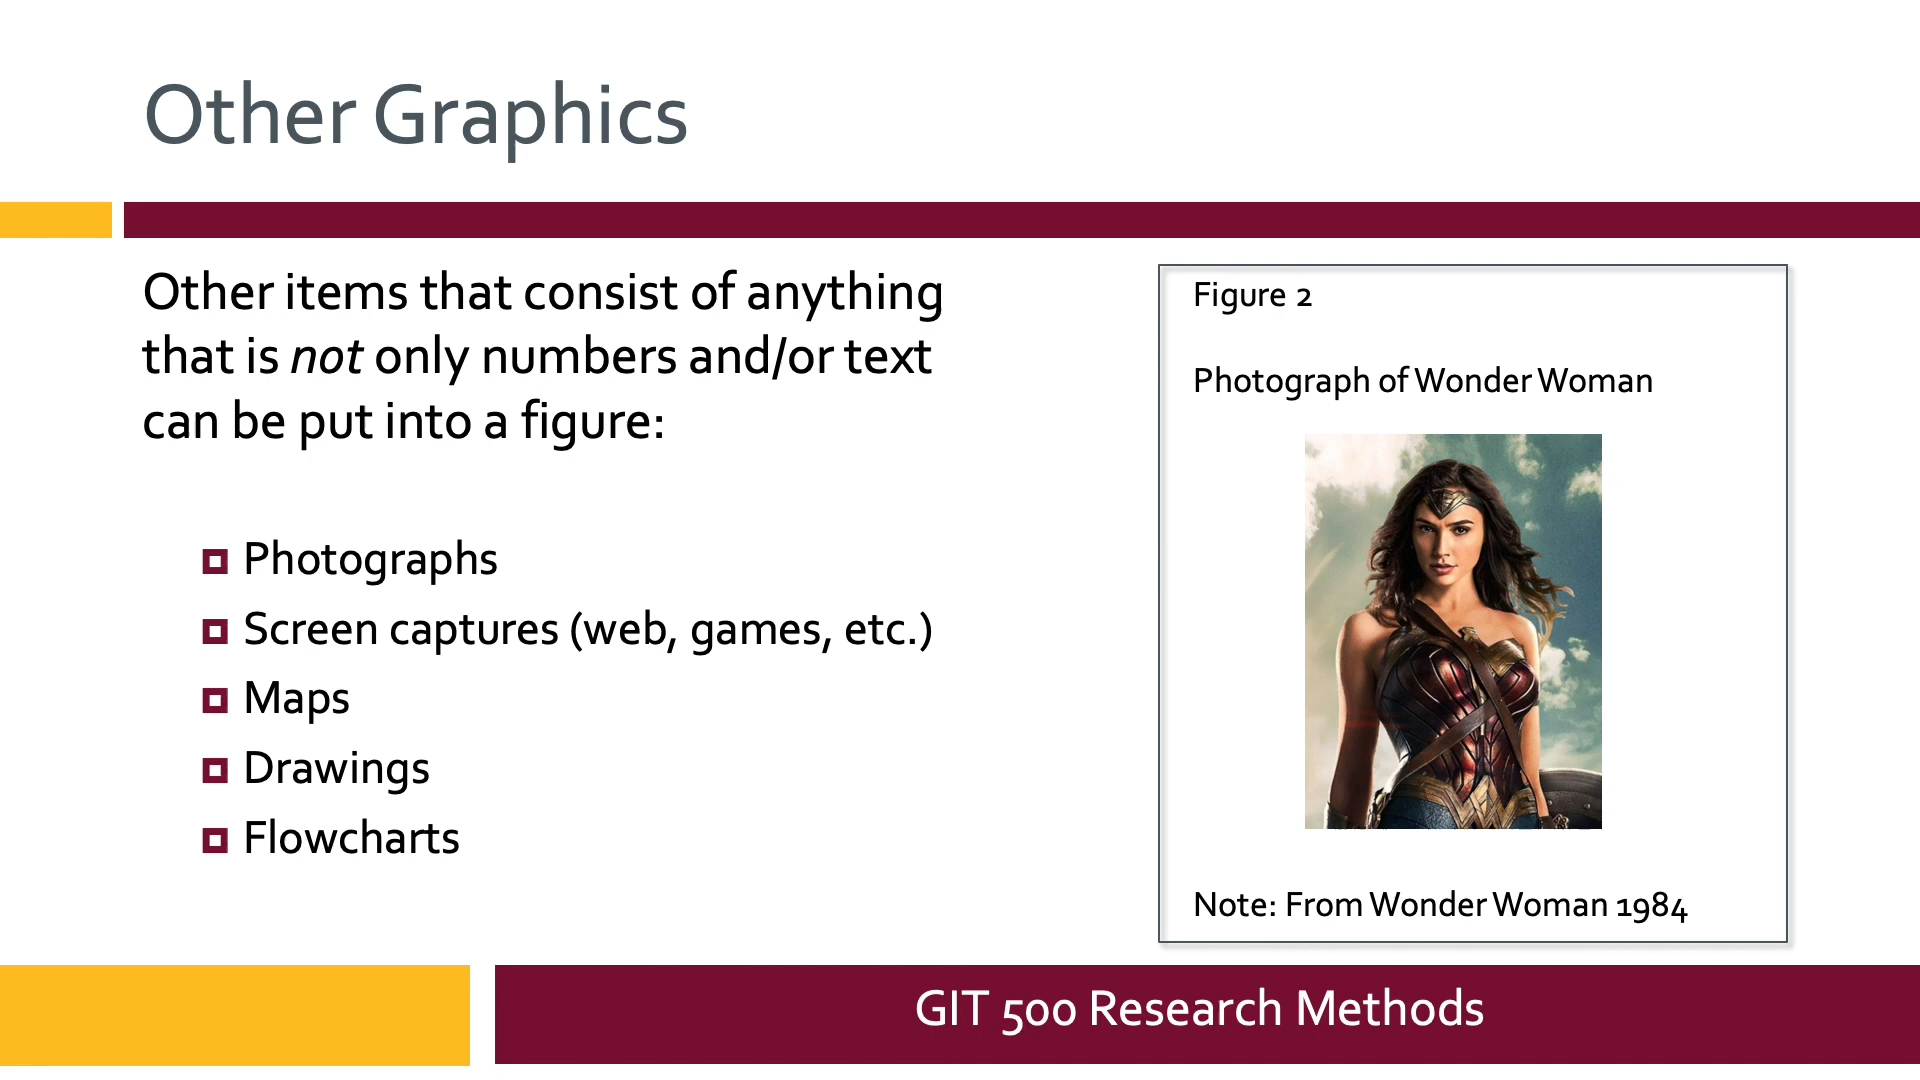 Other Graphics
Other items that consist of anything
that is not only numbers and/or text
can be put into a figure:
Photographs
Screen captures (web, games, etc.)
Maps
Drawings
Flowcharts
Figure 2
Photograph of Wonder Woman
Note: From Wonder Woman 1984
GIT 500 Research Methods